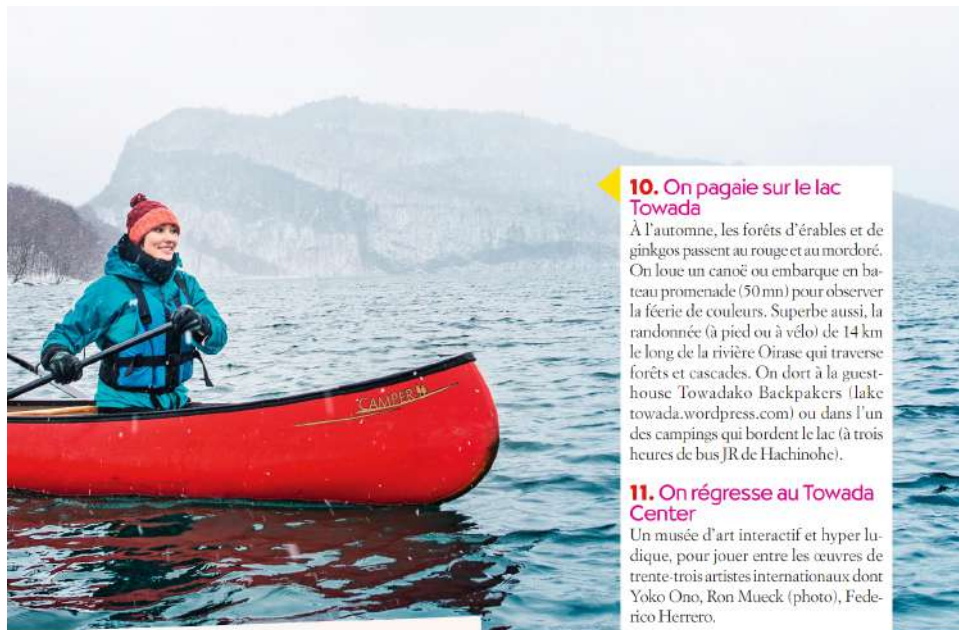 CAMPER
10. On pagaie sur le lac
Towada
À l'automne, les forêts d'érables et de
ginkgos passent au rouge et au mordoré.
On loue un canoë ou embarque en ba-
teau promenade (50 mn) pour observer
la féerie de couleurs. Superbe aussi, la
randonnée (à pied ou à vélo) de 14 km
le long de la rivière Oirase qui traverse
forêts et cascades. On dort à la guest-
house Towadako Backpakers (lake
towada.wordpress.com) ou dans l'un
des campings qui bordent le lac (à trois
heures de bus JR de Hachinohe).
11. On régresse au Towada
Center
Un musée d'art interactif et hyper lu-
dique, pour jouer entre les œuvres de
trente-trois artistes internationaux dont
Yoko Ono, Ron Mueck (photo), Fede-
rico Herrero.